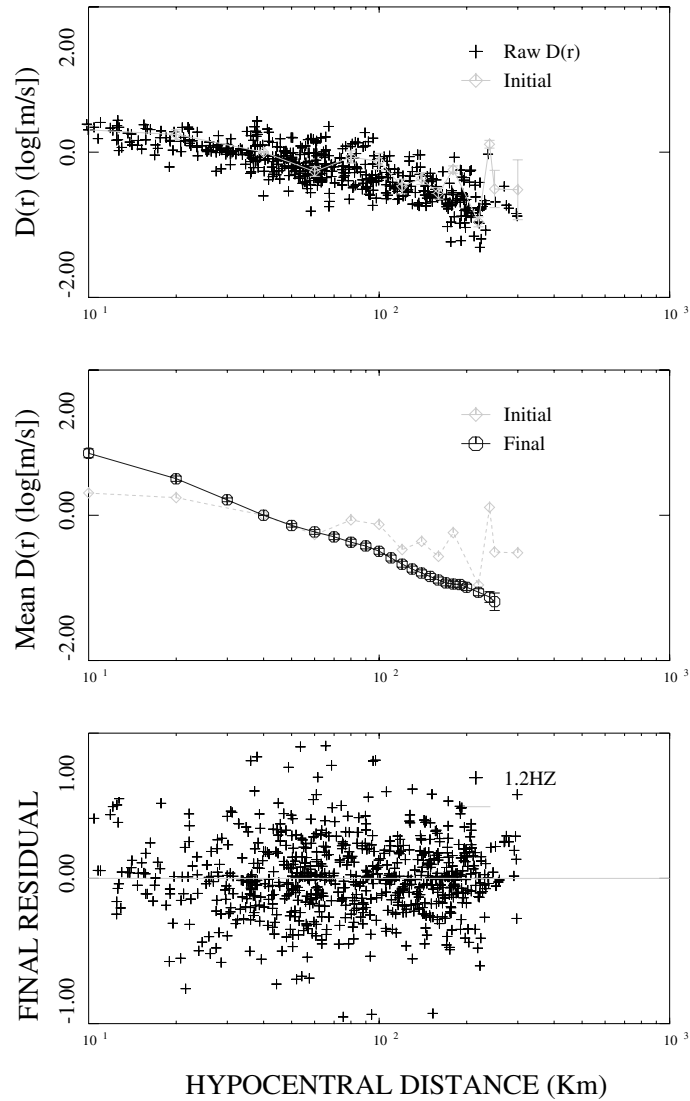 2.00
0.0
-2.00
D(r) (log[m/s])
Raw D(r)
Initial
10 1
10 2
10 3
2.00
0.00
-2.00
Mean D(r) (log[m/s])
Initial
Final
10 1
10 2
10 3
1.00
0.00
-1.00
FINAL RESIDUAL
1.2HZ
10 1
10 2
10 3
HYPOCENTRAL DISTANCE (Km)